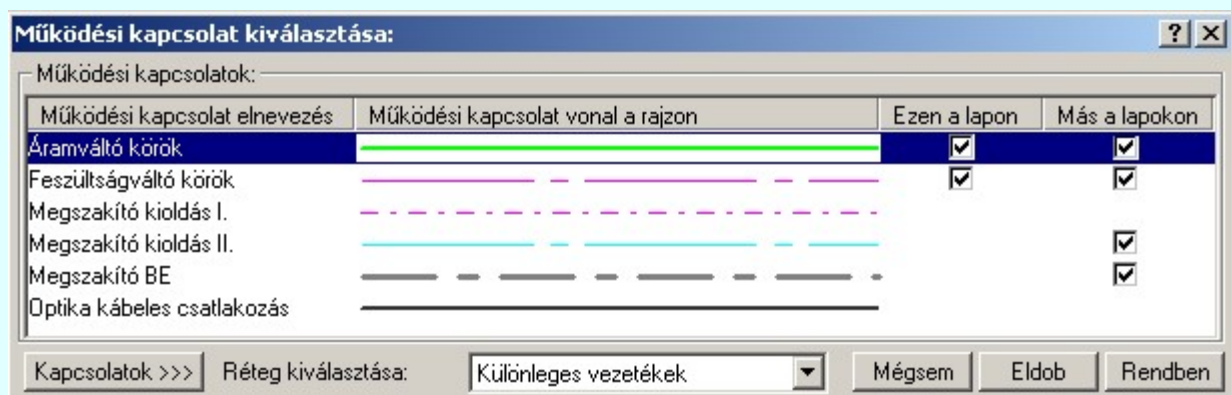 Működési kapcsolat kiválasztása:
Működési kapcsolatok:
Működési kapcsolat elnevezés Működési kapcsolat vonal a rajzon Ezen a lapon Más a lapokon
Áramváltó körök
Feszültságváltó körök
Megszakító kioldás I.
Megszakító kioldás II.
Megszakító BE
Optika kábeles csatlakozás
Kapcsolatok >>> Réteg kiválasztása: Különleges vezetékek Mégsem Eldob Rendben